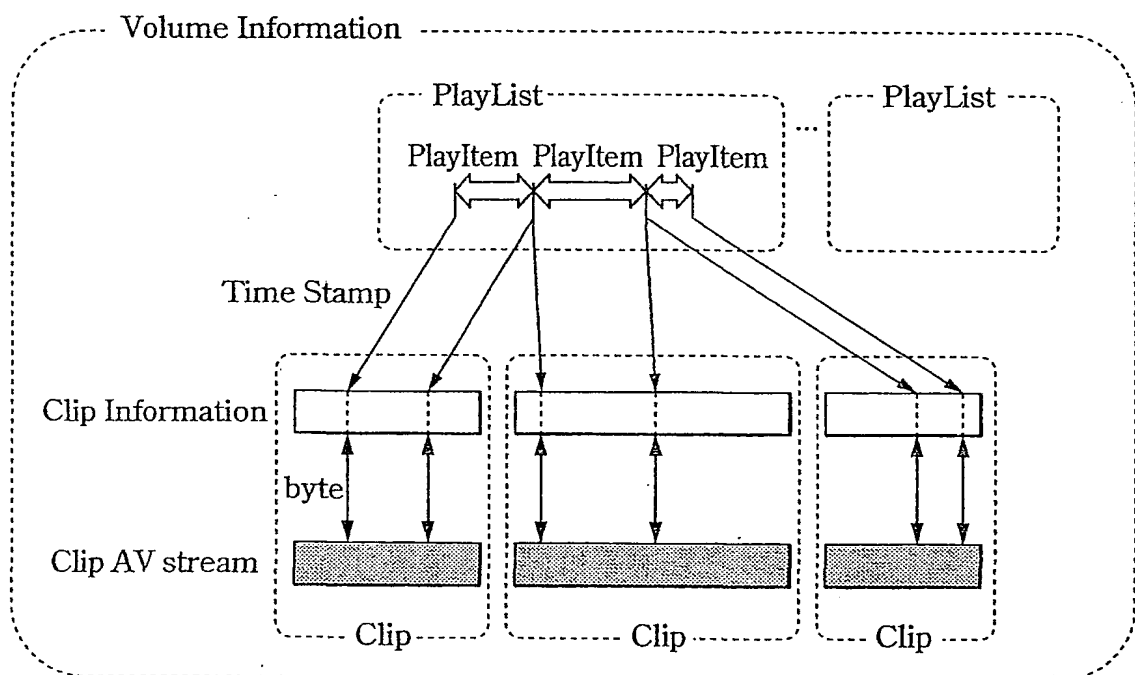 Volume Information
PlayList
...
PlayList
PlayItem PlayItem PlayItem
Time Stamp
Clip Information
byte
Clip AV stream
Clip
Clip
Clip